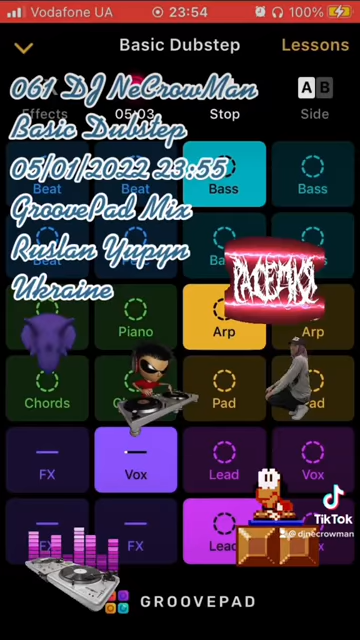 Vodafone UA 23:54 100%
Basic Dubstep Lessons
061 DJ NeCrowMan
A B
Effects 05:03 Stop Side
Basic Dubstep
05/01/2022 23:55
Beat Beat Bass Bass
GroovePad Mix
Ruslan Yupyn
Ukraine
PACEMKA
Piano Arp Arp
Chords Pad
FX Vox Lead Vox
TikTok
@djnecrowman
FX FX Lead
GROOVEPAD